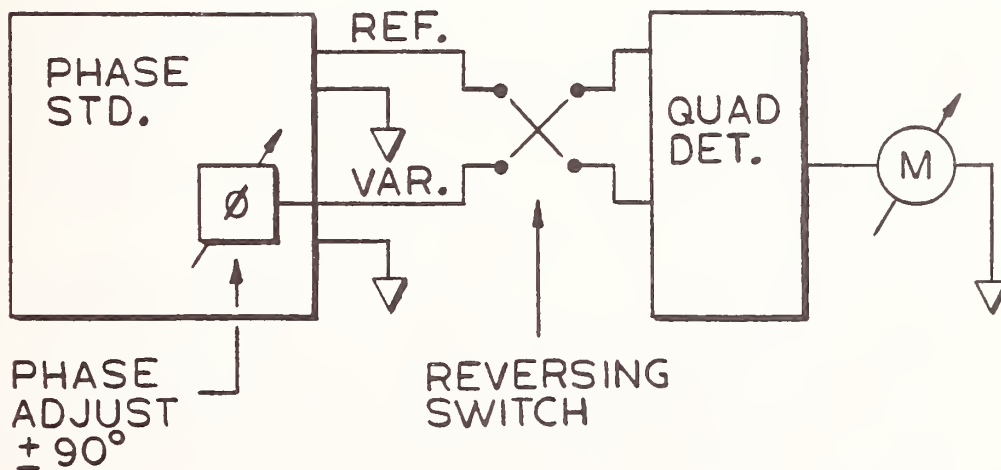 REF.
PHASE
STD.
QUAD
DET.
M
VAR.
ø
PHASE
ADJUST
± 90°
REVERSING
SWITCH